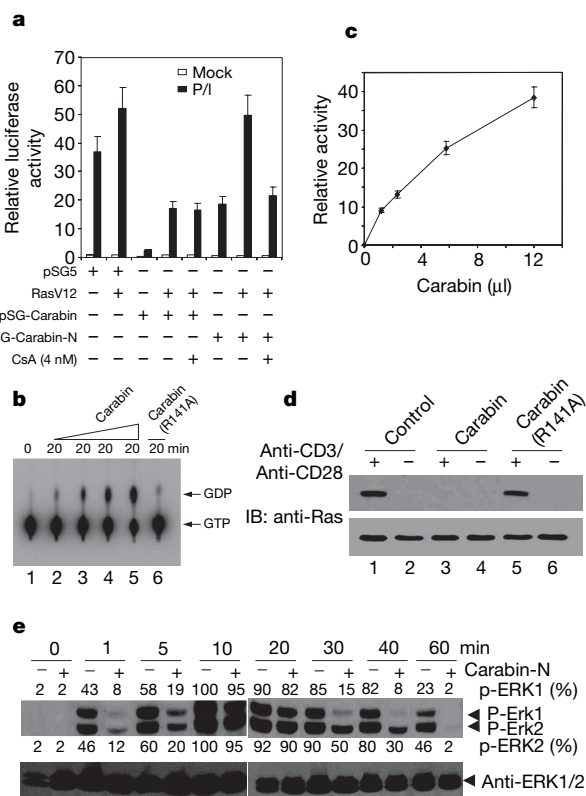 a
Relative luciferase
activity
70
60
50
40
30
20
10
0
Mock
P/I
pSG5 + + – – – – – –
RasV12 – + – + + – + +
pSG-Carabin – – + + + – – –
G-Carabin-N – – – – – + + +
CsA (4 nM) – – – – + – – +
c
Relative activity
40
30
20
10
0
0 4 8 12
Carabin (µl)
b
Carabin
Carabin
(R141A)
0 20 20 20 20 20 min
GDP
GTP
1 2 3 4 5 6
d
Control
Carabin
Carabin
(R141A)
Anti-CD3/
Anti-CD28
+ – + – + –
IB: anti-Ras
1 2 3 4 5 6
e
0 1 5 10 20 30 40 60 min
– + – + – + – + – + – + – + – + Carabin-N
2 2 43 8 58 19 100 95 90 82 85 15 82 8 23 2 p-ERK1 (%)
P-Erk1
P-Erk2
2 2 46 12 60 20 100 95 92 90 90 50 80 30 46 2 p-ERK2 (%)
Anti-ERK1/2